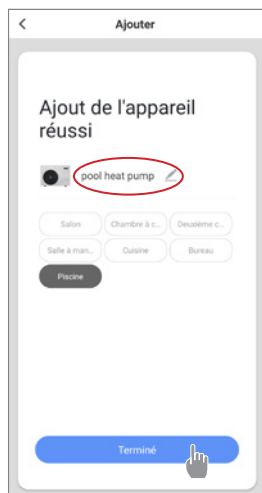 Ajouter
Ajout de l'appareil
réussi
pool heat pump
Salon
Chambre à c...
Deuxième c...
Salle à man...
Cuisine
Bureau
Piscine
Terminé